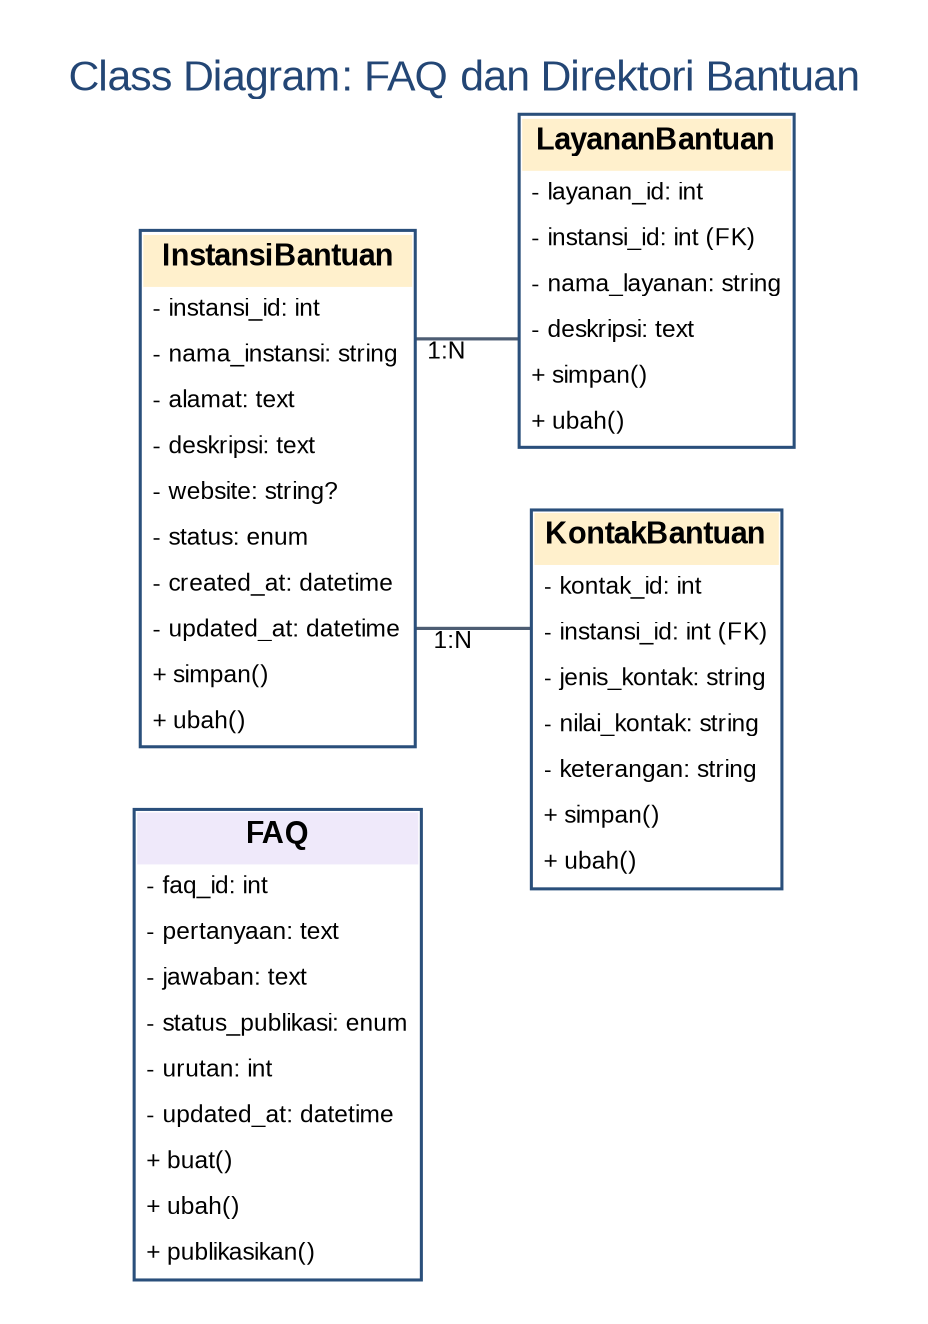 Class Diagram: FAQ dan Direktori Bantuan
LayananBantuan
- layanan_id: int
- instansi_id: int (FK)
- nama_layanan: string
- deskripsi: text
+ simpan()
+ ubah()
InstansiBantuan
- instansi_id: int
- nama_instansi: string
- alamat: text
- deskripsi: text
- website: string?
- status: enum
- created_at: datetime
- updated_at: datetime
+ simpan()
+ ubah()
1:N
1:N
KontakBantuan
- kontak_id: int
- instansi_id: int (FK)
- jenis_kontak: string
- nilai_kontak: string
- keterangan: string
+ simpan()
+ ubah()
FAQ
- faq_id: int
- pertanyaan: text
- jawaban: text
- status_publikasi: enum
- urutan: int
- updated_at: datetime
+ buat()
+ ubah()
+ publikasikan()